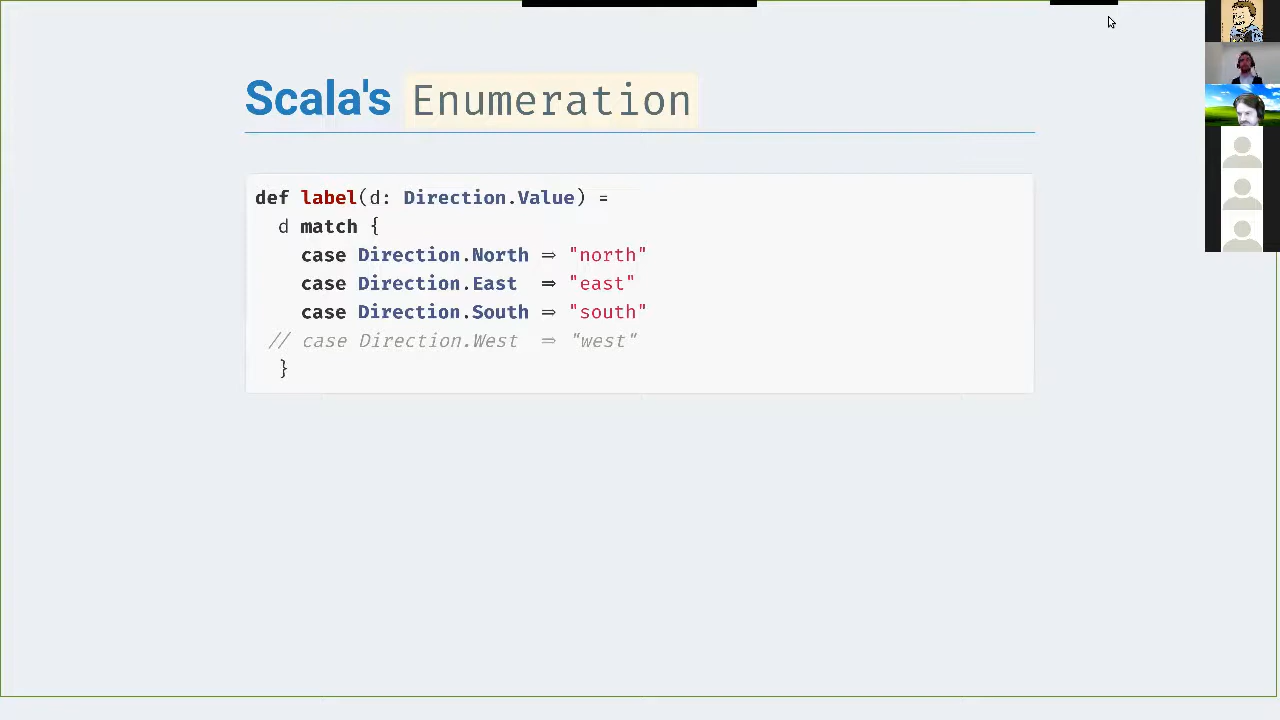 Scala's Enumeration
def label(d: Direction.Value) =
d match {
case Direction.North ⇒ "north"
case Direction.East ⇒ "east"
case Direction.South ⇒ "south"
// case Direction.West ⇒ "west"
}